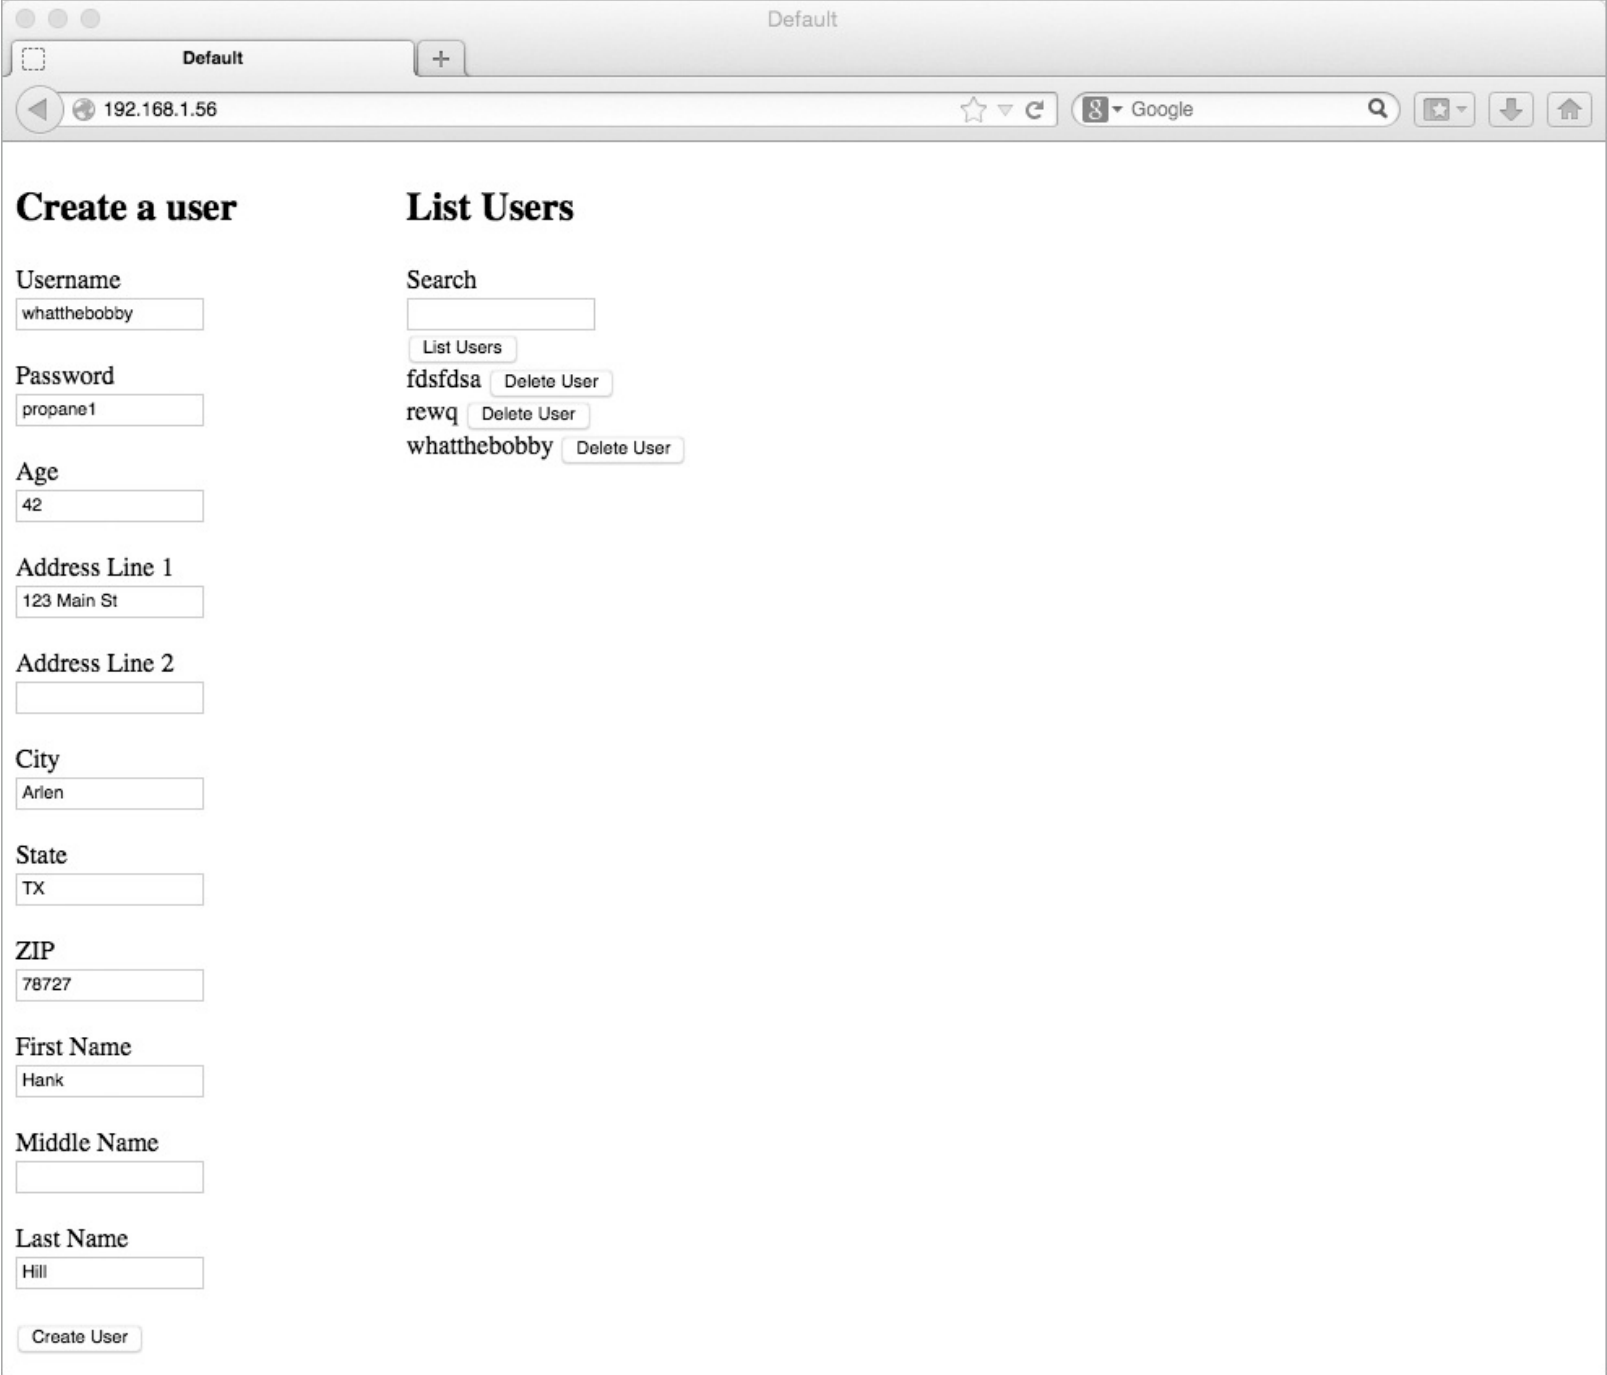 Default
Default
192.168.1.56
Google
Create a user
Username
whatthebobby
Password
propane1
Age
42
Address Line 1
123 Main St
Address Line 2
City
Arlen
State
TX
ZIP
78727
First Name
Hank
Middle Name
Last Name
Hill
Create User
List Users
Search
List Users
fdsfdsa Delete User
rewq Delete User
whatthebobby Delete User